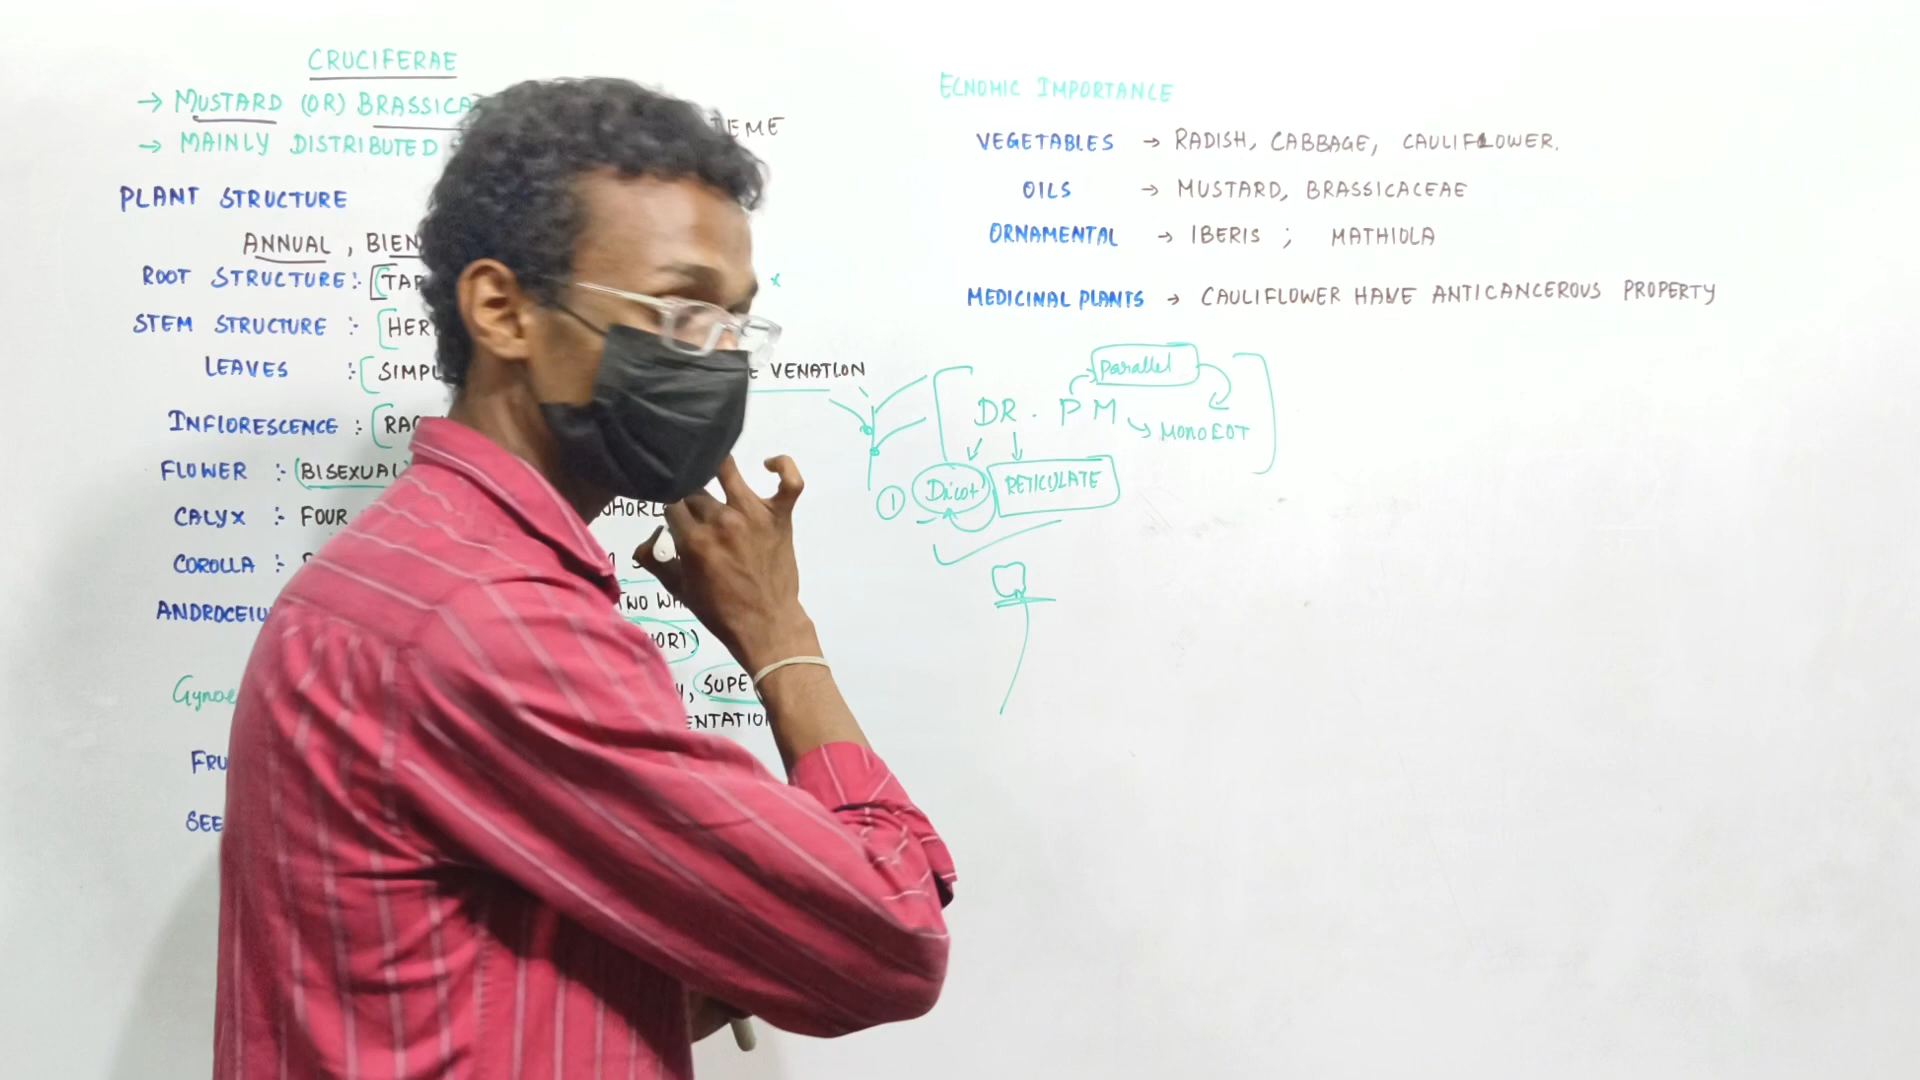 CRUCIFERAE
→ MUSTARD (OR) BRASSICA
→ MAINLY DISTRIBUTED
PLANT STRUCTURE
ANNUAL , BIEN
ROOT STRUCTURE:- [TAP
STEM STRUCTURE :- [HER
LEAVES :- [SIMPL VENATION
INFLORESCENCE :- [RAC
FLOWER :- (BISEXUAL)
CALYX :- FOUR WHORLS
COROLLA :-
ANDROCEIU TWO WH
HORT)
Gynoe , SUPE
ENTATION
FRU
SEE
ECNOMIC IMPORTANCE
VEGETABLES → RADISH, CABBAGE, CAULIFLOWER.
OILS → MUSTARD, BRASSICACEAE
ORNAMENTAL → IBERIS ; MATHIOLA
MEDICINAL PLANTS → CAULIFLOWER HAVE ANTICANCEROUS PROPERTY
Parallel
DR. PM
MONOCOT
① Dicot RETICULATE